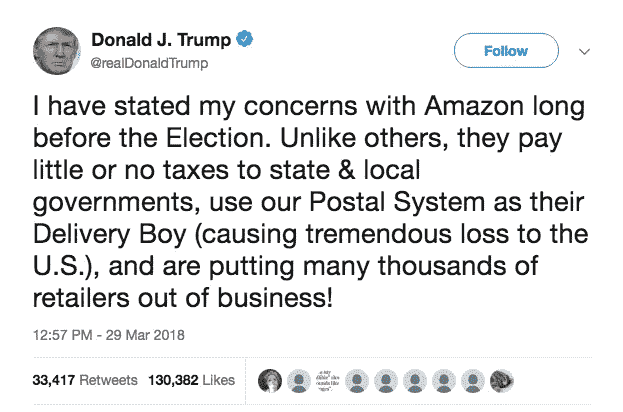 Donald J. Trump
@realDonaldTrump
Follow
I have stated my concerns with Amazon long
before the Election. Unlike others, they pay
little or no taxes to state & local
governments, use our Postal System as their
Delivery Boy (causing tremendous loss to the
U.S.), and are putting many thousands of
retailers out of business!
12:57 PM - 29 Mar 2018
33,417 Retweets 130,382 Likes